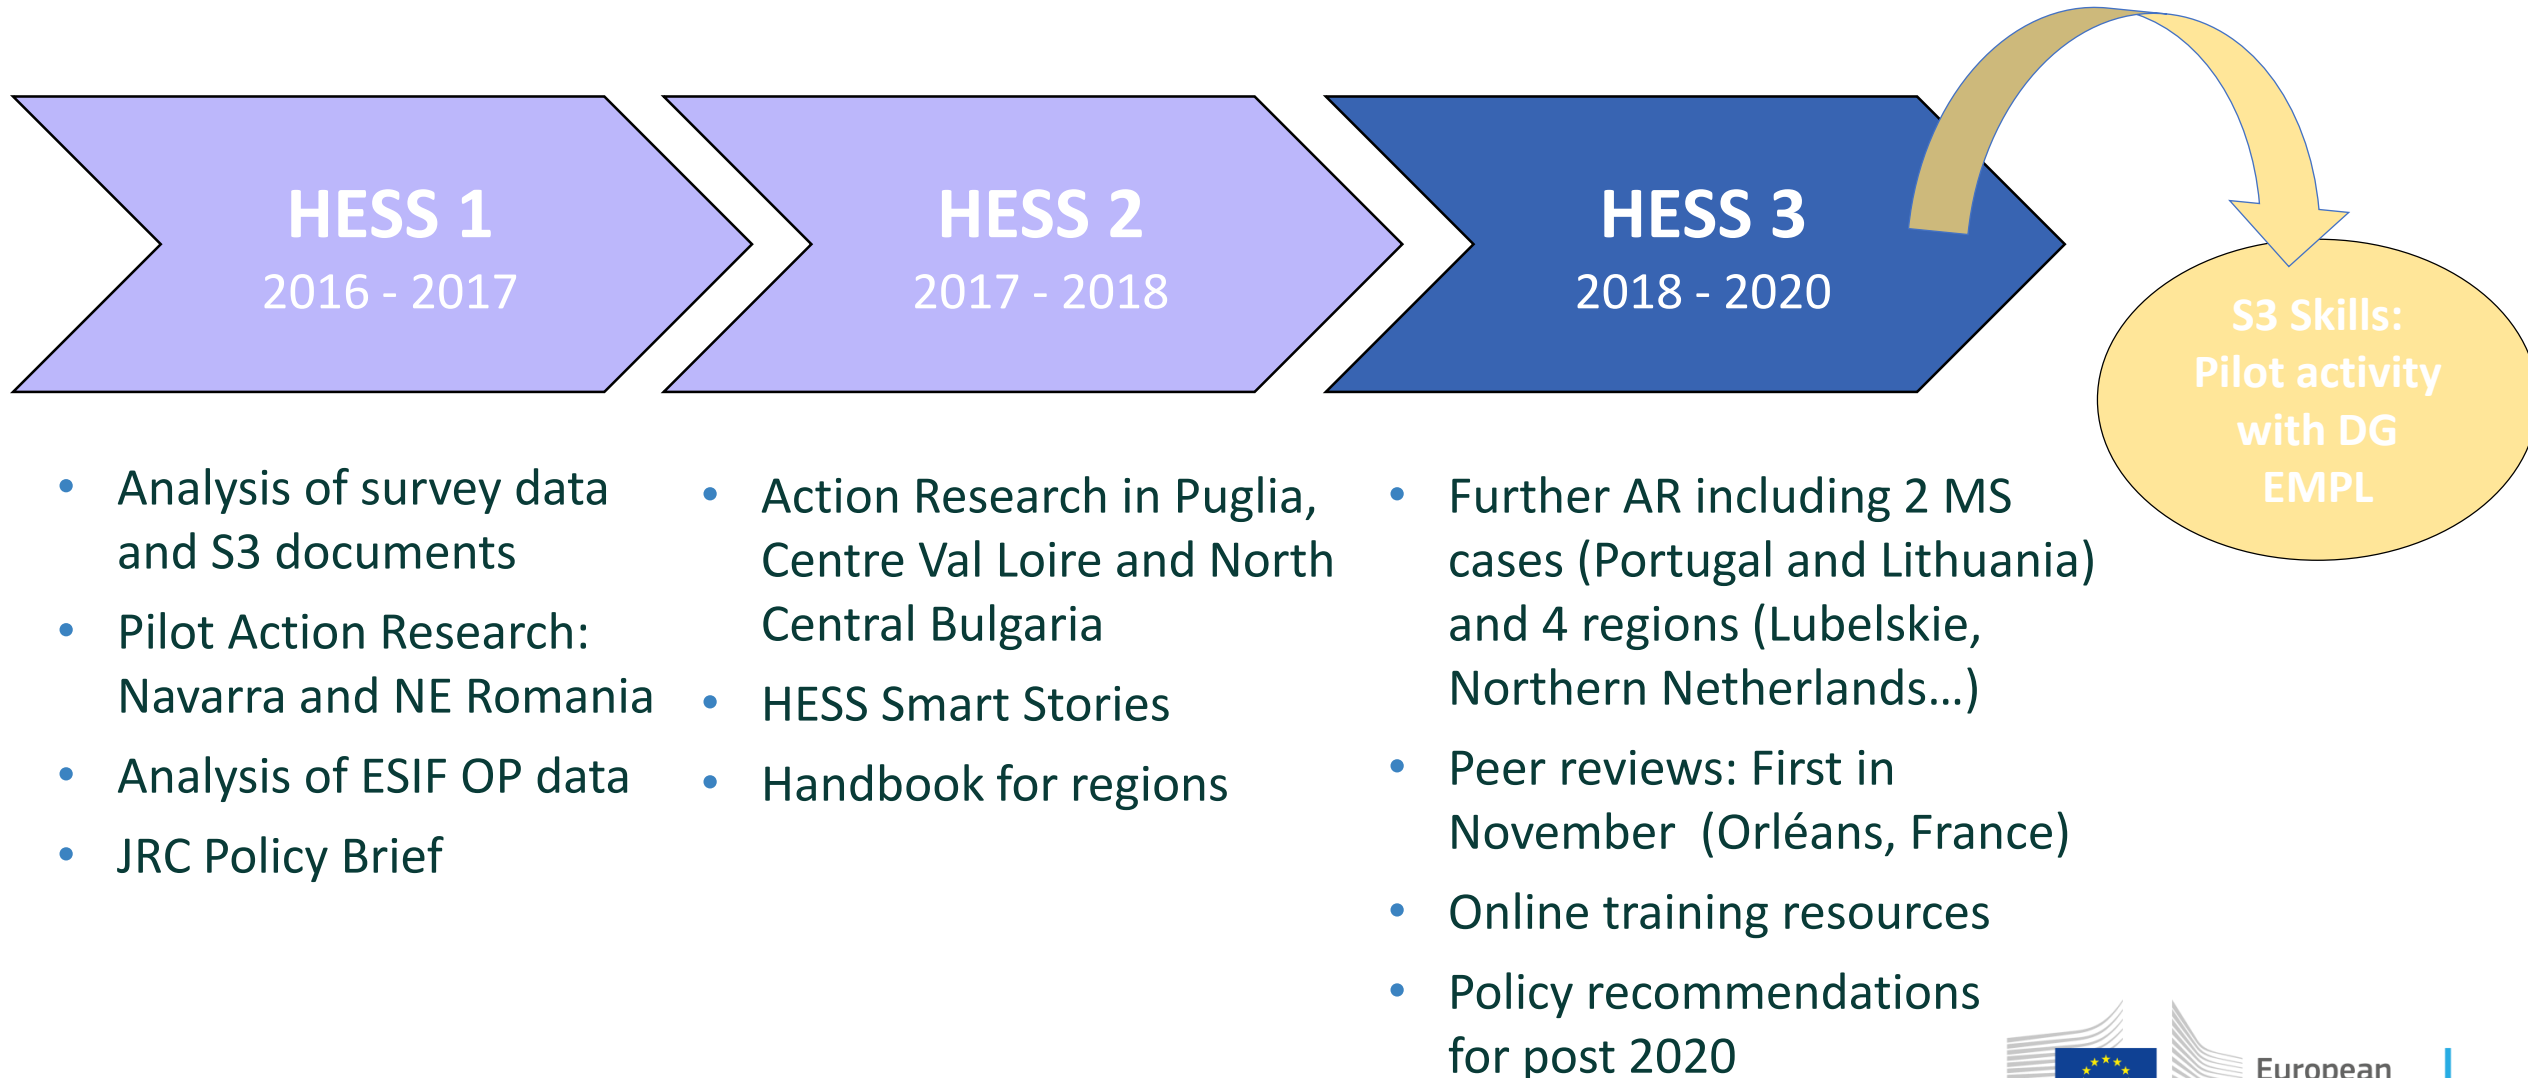 HESS 1
2016 - 2017
HESS 2
2017 - 2018
HESS 3
2018 - 2020
S3 Skills:
Pilot activity
with DG
EMPL
• Analysis of survey data
and S3 documents
• Pilot Action Research:
Navarra and NE Romania
• Analysis of ESIF OP data
• JRC Policy Brief
• Action Research in Puglia,
Centre Val Loire and North
Central Bulgaria
• HESS Smart Stories
• Handbook for regions
• Further AR including 2 MS
cases (Portugal and Lithuania)
and 4 regions (Lubelskie,
Northern Netherlands...)
• Peer reviews: First in
November (Orléans, France)
• Online training resources
• Policy recommendations
for post 2020
European